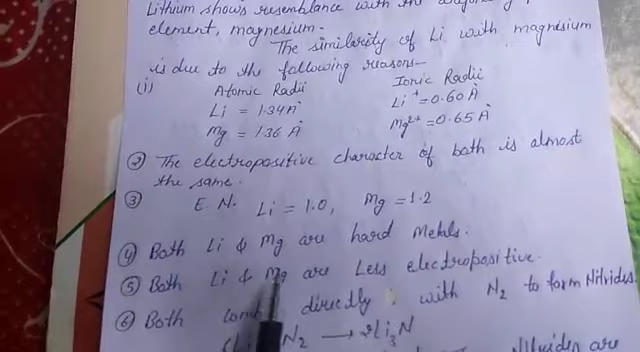 Lithium shows resemblance with the
element, magnesium.
The similarity of Li with magnesium
is due to the following reasons—
(i) Atomic Radii Ionic Radii
Li = 1.34 Å Li⁺ = 0.60 Å
Mg = 1.36 Å Mg²⁺ = 0.65 Å
② The electropositive character of both is almost
the same.
③ E.N. Li = 1.0, Mg = 1.2
④ Both Li & Mg are hard Metals.
⑤ Both Li & Mg are Less electropositive.
⑥ Both directly with N₂ to form Nitrides
N₂ → 2Li₃N
Nitrides are